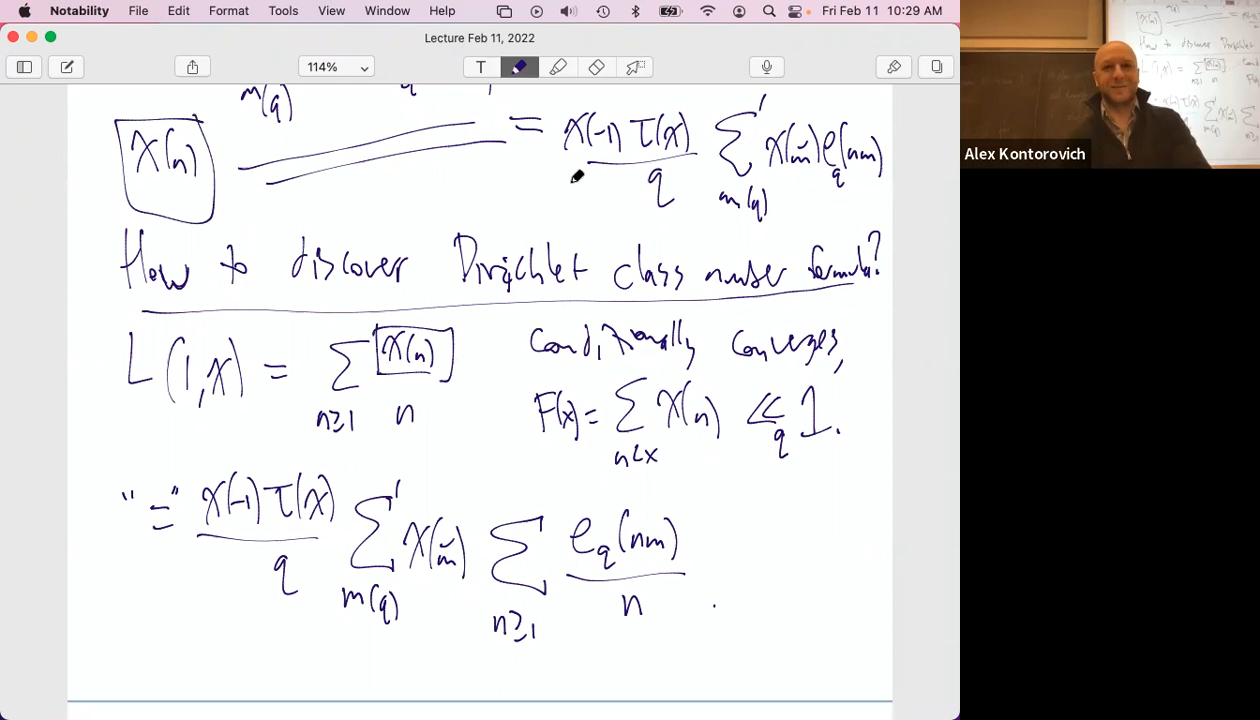 Notability File Edit Format Tools View Window Help Fri Feb 11 10:29 AM
Lecture Feb 11, 2022
114% T
m(q)
χ(n) = χ(-1) τ(χ) / q ∑' m(q) χ(m̄) e_q(nm)
How to discover Dirichlet class number formula?
L(1,χ) = ∑ n≥1 χ(n) / n Conditionally converges,
F(x) = ∑ n<x χ(n) ≪_q 1.
"=" χ(-1) τ(χ) / q ∑' m(q) χ(m̄) ∑ n≥1 e_q(nm) / n .
Alex Kontorovich